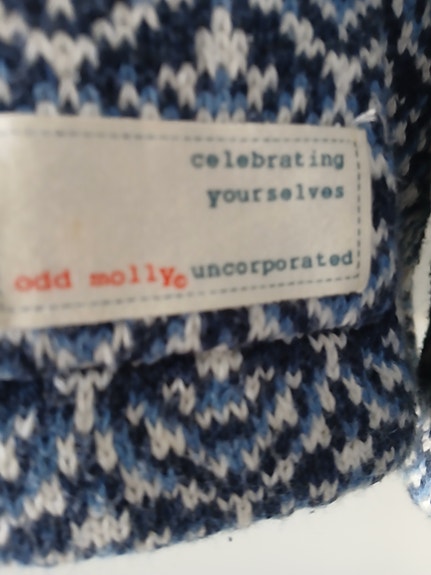 celebrating
yourselves
odd molly© uncorporated